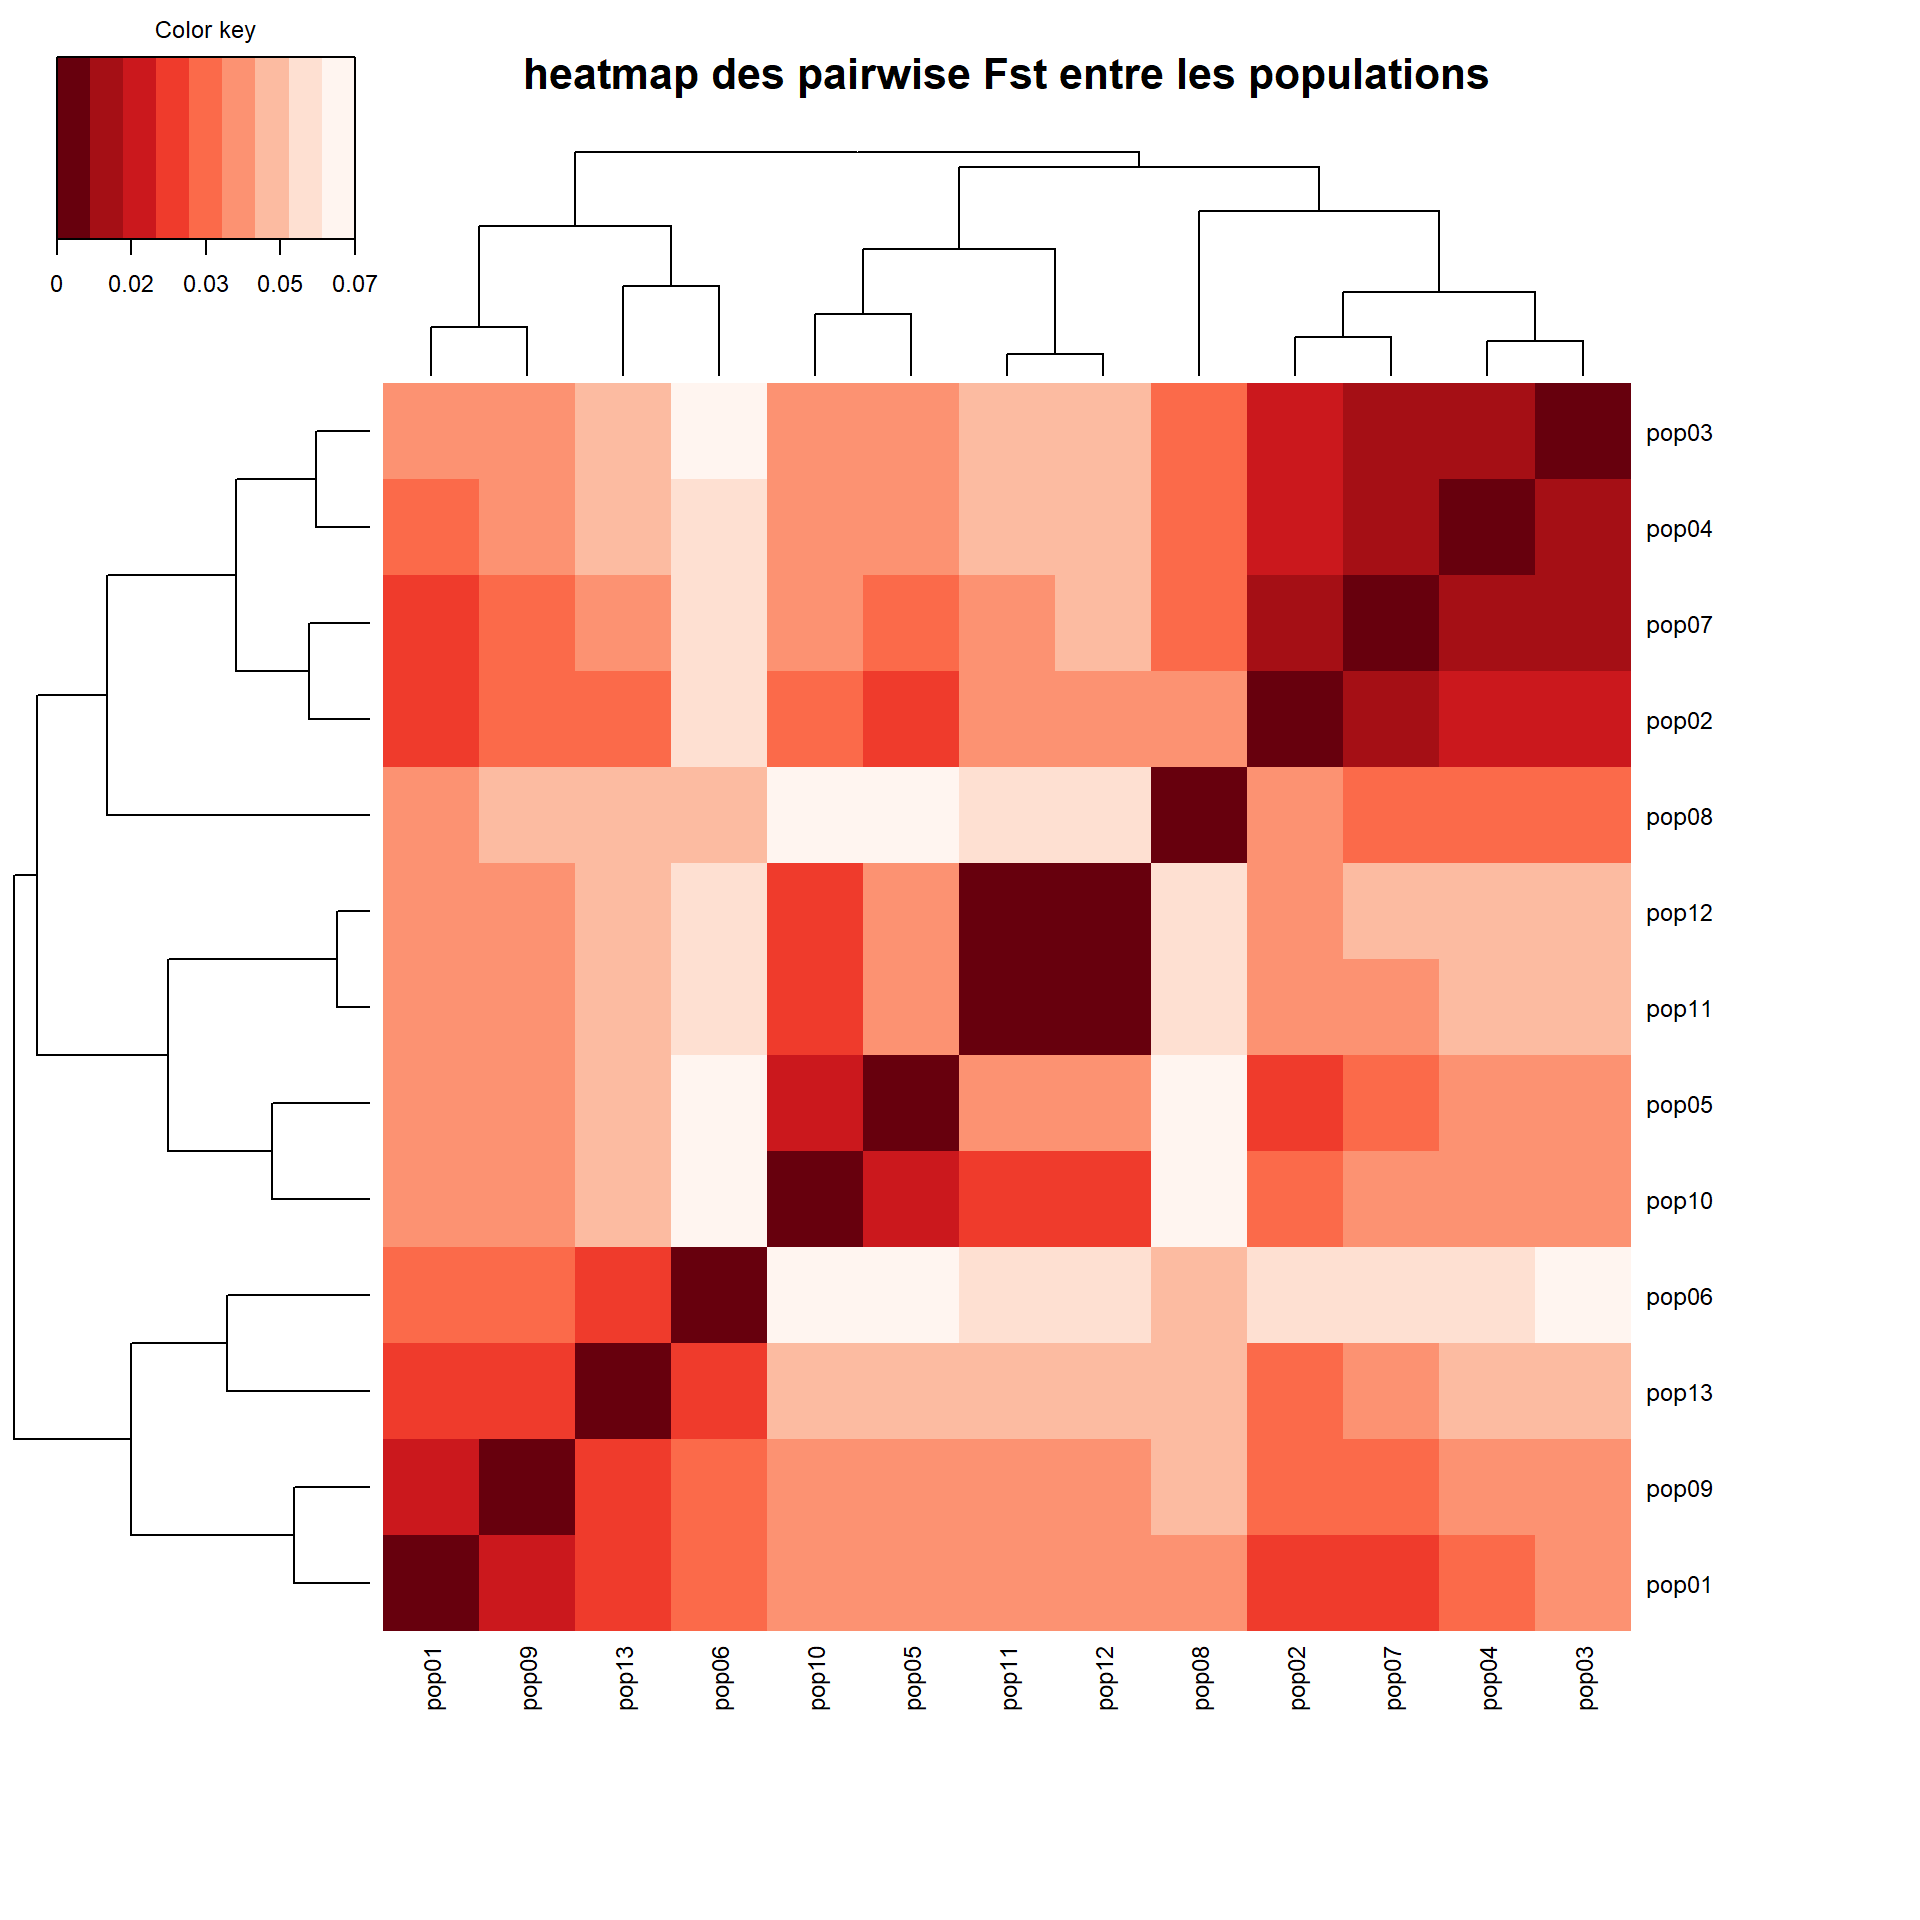 Color key
0 0.02 0.03 0.05 0.07
heatmap des pairwise Fst entre les populations
pop03
pop04
pop07
pop02
pop08
pop12
pop11
pop05
pop10
pop06
pop13
pop09
pop01
pop01 pop09 pop13 pop06 pop10 pop05 pop11 pop12 pop08 pop02 pop07 pop04 pop03